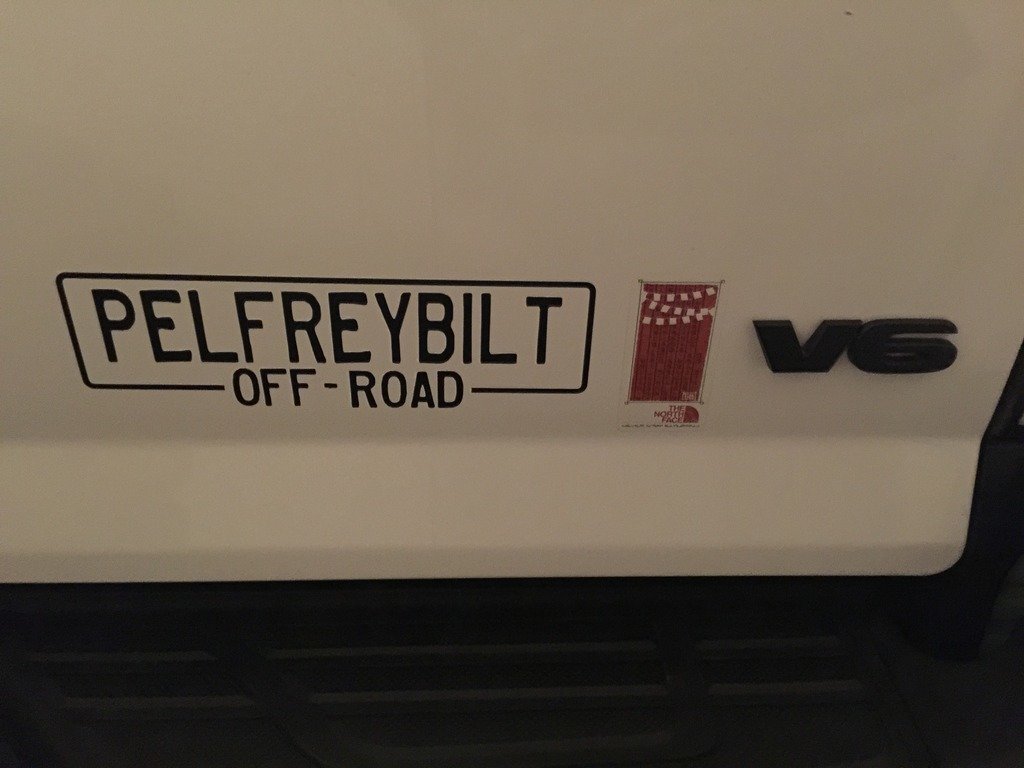 PELFREYBILT
OFF-ROAD
THE
NORTH
FACE
V6